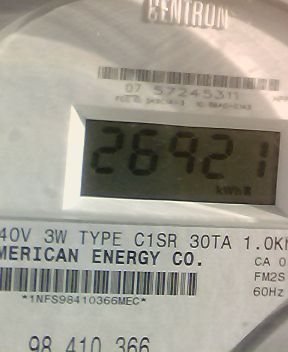 CENTRON
07 57245311
26921
kWh
40V 3W TYPE C1SR 30TA 1.0K
MERICAN ENERGY CO.
CA 0
FM2S
60Hz
*1NFS98410366MEC*
98 410 366